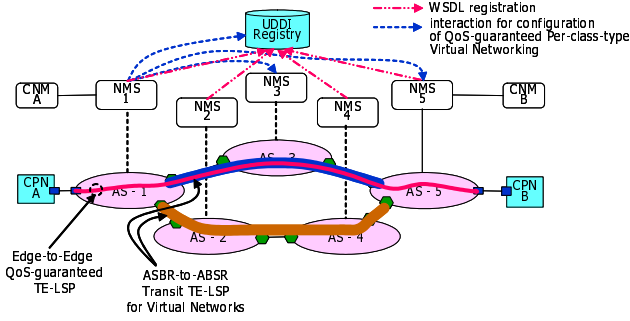 UDDI
Registry
WSDL registration
interaction for configuration
of QoS-guaranteed Per-class-type
Virtual Networking
CNM
A
NMS
1
NMS
2
NMS
3
NMS
4
NMS
5
CNM
B
CPN
A
AS - 1
AS - 3
AS - 5
CPN
B
AS - 2
AS - 4
Edge-to-Edge
QoS-guaranteed
TE-LSP
ASBR-to-ABSR
Transit TE-LSP
for Virtual Networks